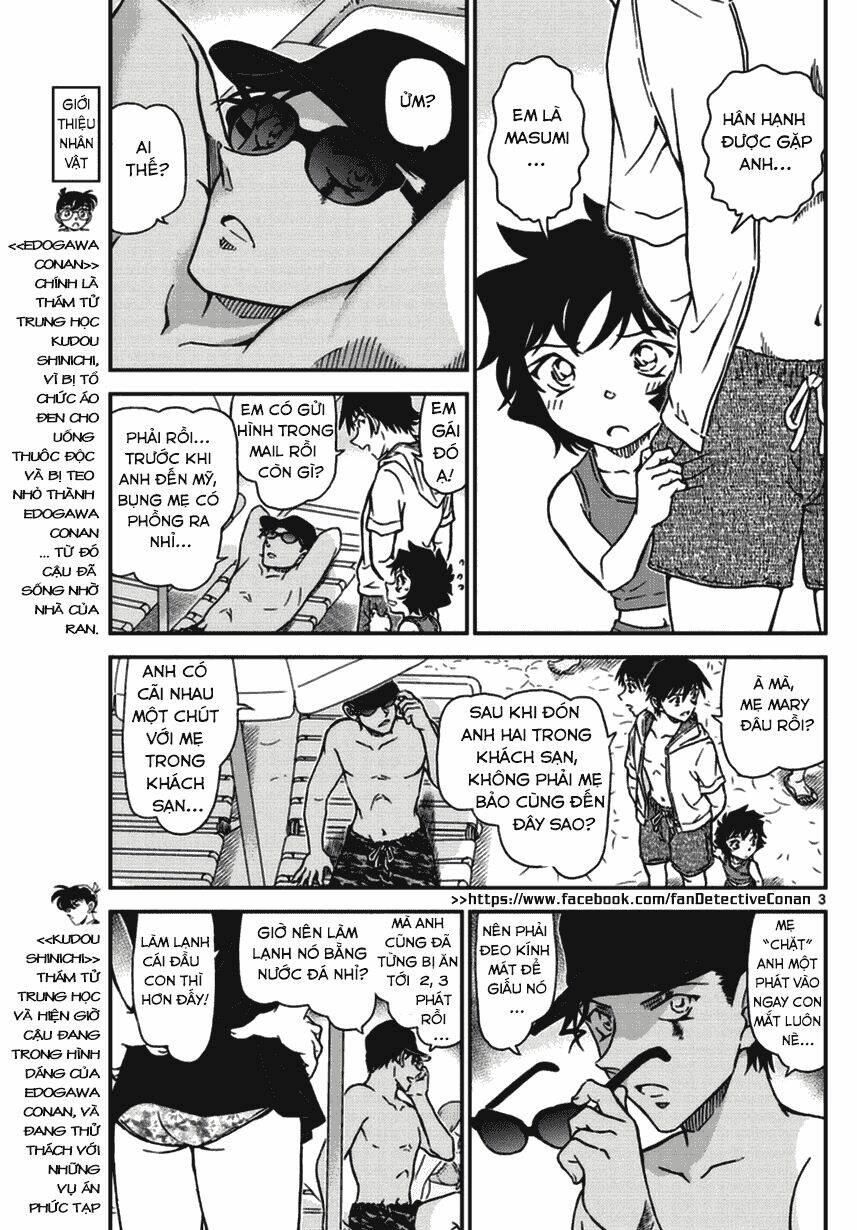 HÂN HẠNH
ĐƯỢC GẶP
ANH...
EM LÀ
MASUMI
...
ỬM?
AI
THẾ?
EM
GÁI
ĐÓ
Ạ!
EM CÓ GỬI
HÌNH TRONG
MAIL RỒI
CÒN GÌ?
PHẢI RỒI...
TRƯỚC KHI
ANH ĐẾN MỸ,
BỤNG MẸ CÓ
PHỒNG RA
NHỈ...
À MÀ,
MẸ MARY
ĐÂU RỒI?
SAU KHI ĐÓN
ANH HAI TRONG
KHÁCH SẠN,
KHÔNG PHẢI MẸ
BẢO CÙNG ĐẾN
ĐÂY SAO?
ANH CÓ
CÃI NHAU
MỘT CHÚT
VỚI MẸ
TRONG
KHÁCH
SẠN...
>>https://www.facebook.com/fanDetectiveConan 3
MẸ
“CHẶT”
ANH MỘT
PHÁT VÀO
NGAY CON
MẮT LUÔN
NÈ...
NÊN PHẢI
ĐEO KÍNH
MÁT ĐỂ
GIẤU NÓ
...
MÀ ANH
CŨNG ĐÃ
TỪNG BỊ ĂN
TỚI 2, 3
PHÁT
RỒI ...
GIỜ NÊN LÀM
LẠNH NÓ BẰNG
NƯỚC ĐÁ NHỈ?
LÀM LẠNH
CÁI ĐẦU
CON THÌ
HƠN ĐẤY!
GIỚI
THIỆU
NHÂN
VẬT
<<EDOGAWA
CONAN>>
CHÍNH LÀ
THÁM TỬ
TRUNG HỌC
KUDOU
SHINICHI,
VÌ BỊ TỔ
CHỨC ÁO
ĐEN CHO
UỐNG
THUỐC ĐỘC
VÀ BỊ TEO
NHỎ THÀNH
EDOGAWA
CONAN
... TỪ ĐÓ
CẬU ĐÃ
SỐNG NHỜ
NHÀ CỦA
RAN.
<<KUDOU
SHINICHI>>
THÁM TỬ
TRUNG HỌC
VÀ HIỆN GIỜ
CẬU ĐANG
TRONG HÌNH
DÁNG CỦA
EDOGAWA
CONAN, VÀ
ĐANG THỬ
THÁCH VỚI
NHỮNG
VỤ ÁN
PHỨC TẠP